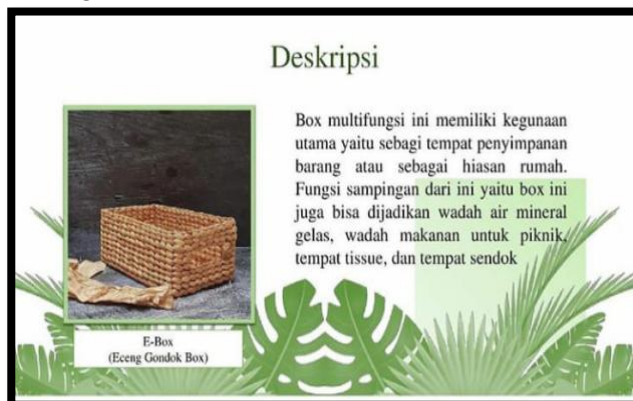 Deskripsi
Box multifungsi ini memiliki kegunaan
utama yaitu sebagi tempat penyimpanan
barang atau sebagai hiasan rumah.
Fungsi sampingan dari ini yaitu box ini
juga bisa dijadikan wadah air mineral
gelas, wadah makanan untuk piknik,
tempat tissue, dan tempat sendok
E-Box
(Eceng Gondok Box)